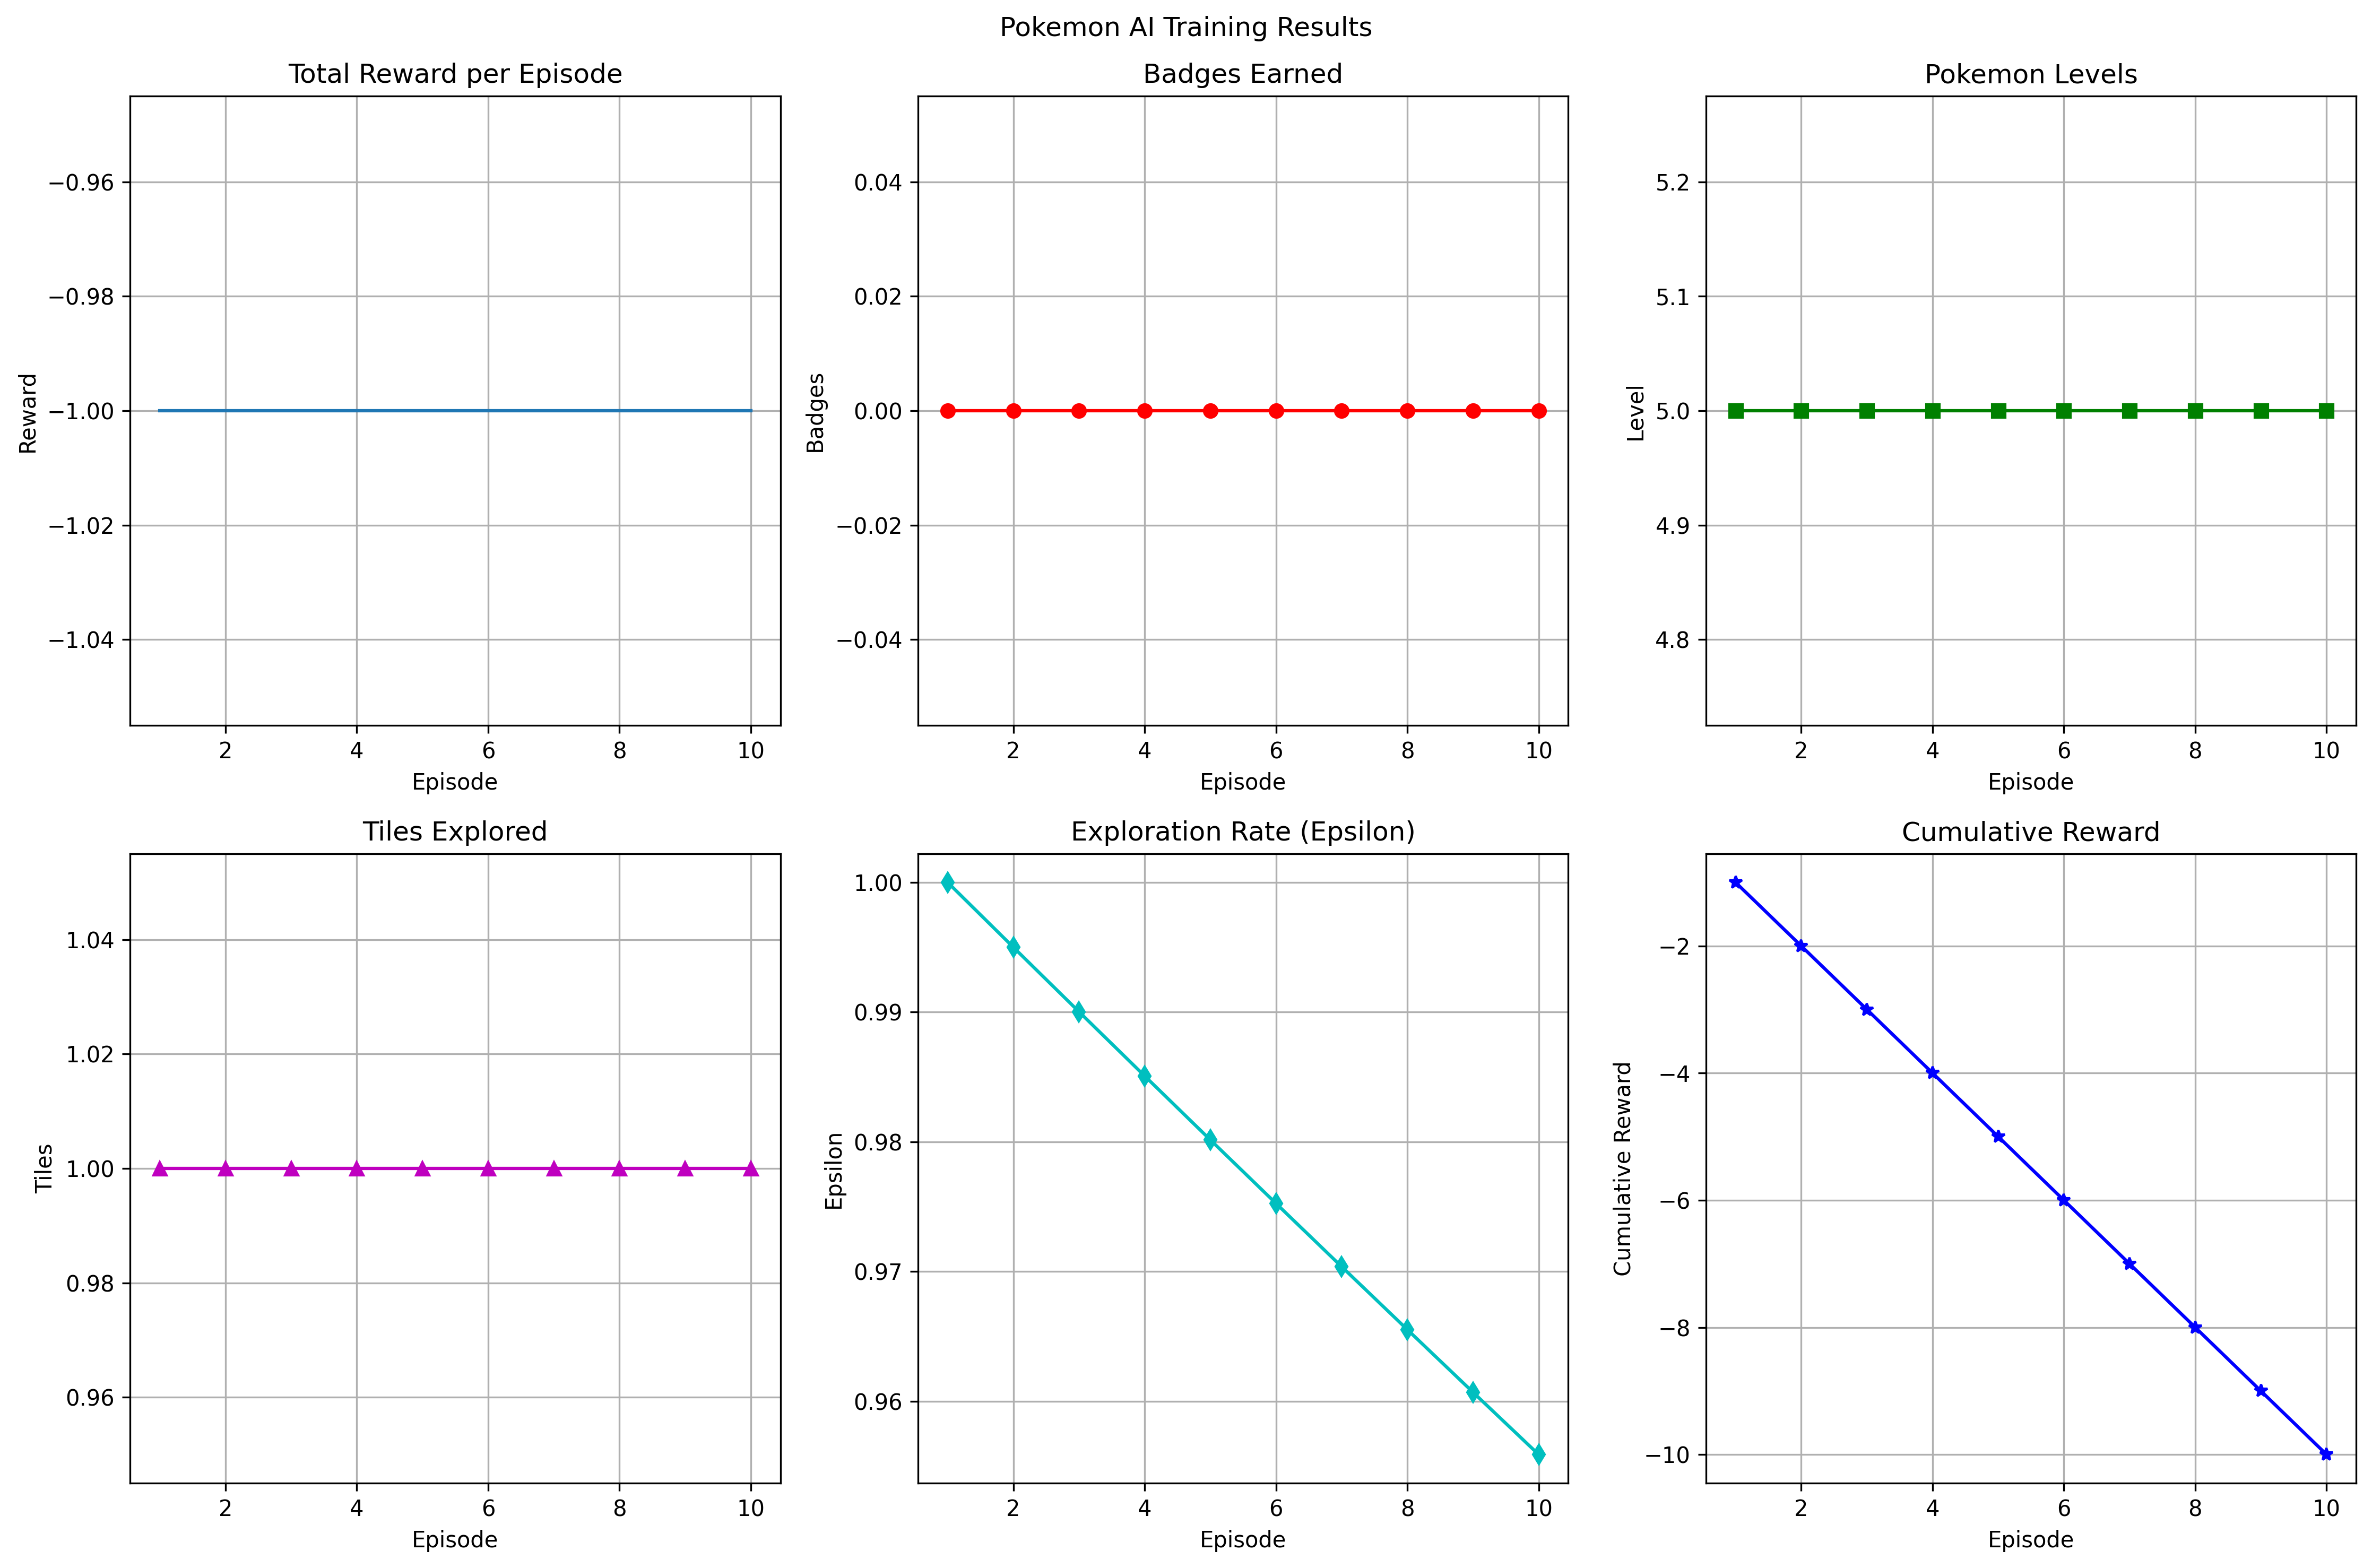 Pokemon AI Training Results
Total Reward per Episode
Reward
−0.96
−0.98
−1.00
−1.02
−1.04
2 4 6 8 10
Episode
Badges Earned
Badges
0.04
0.02
0.00
−0.02
−0.04
2 4 6 8 10
Episode
Pokemon Levels
Level
5.2
5.1
5.0
4.9
4.8
2 4 6 8 10
Episode
Tiles Explored
Tiles
1.04
1.02
1.00
0.98
0.96
2 4 6 8 10
Episode
Exploration Rate (Epsilon)
Epsilon
1.00
0.99
0.98
0.97
0.96
2 4 6 8 10
Episode
Cumulative Reward
Cumulative Reward
−2
−4
−6
−8
−10
2 4 6 8 10
Episode